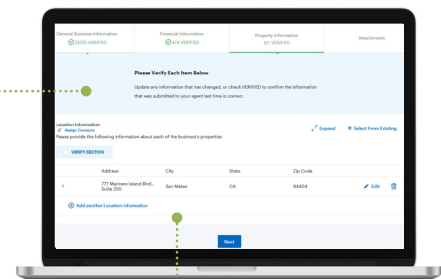 General Business Information
20/20 VERIFIED
Financial Information
4/4 VERIFIED
Property Information
0/1 VERIFIED
Attachments
Please Verify Each Item Below
Update any information that has changed, or check VERIFIED to confirm the information
that was submitted to your agent last time is correct.
Location Information
Assign Contacts
Expand
Select From Existing
Please provide the following information about each of the business's properties
VERIFY SECTION
Address City State Zip Code
1 777 Mariners Island Blvd., San Mateo CA 94404 Edit
Suite 250
Add another Location Information
Next